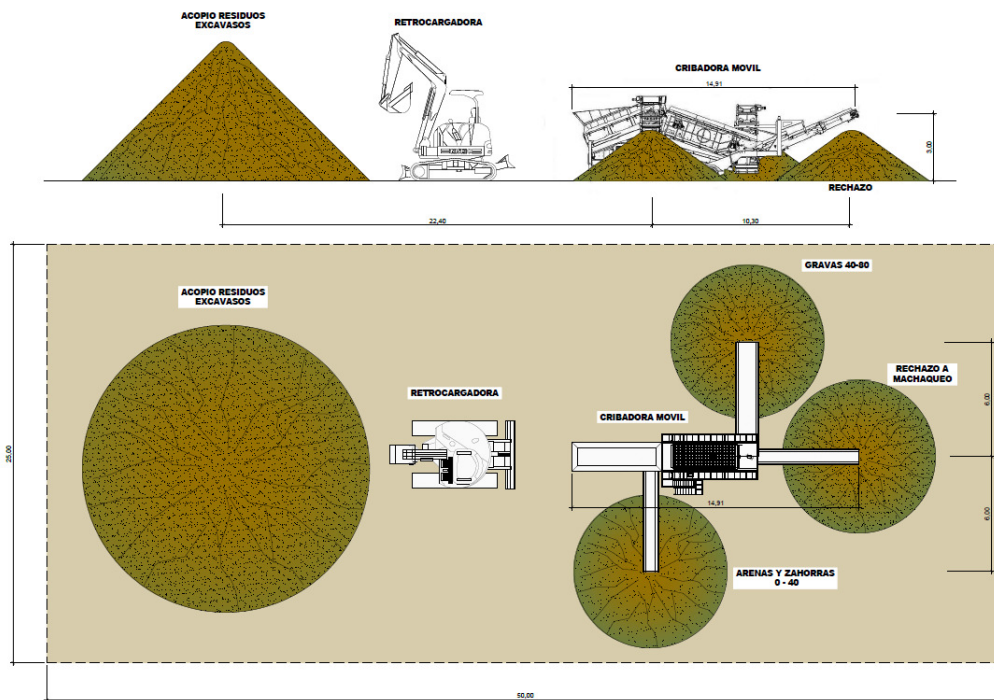 ACOPIO RESIDUOS
EXCAVASOS
RETROCARGADORA
CRIBADORA MOVIL
14,91
3,00
RECHAZO
22,40
10,30
ACOPIO RESIDUOS
EXCAVASOS
GRAVAS 40-80
RETROCARGADORA
RECHAZO A
MACHAQUEO
CRIBADORA MOVIL
6,00
25,00
14,91
6,00
ARENAS Y ZAHORRAS
0 - 40
50,00